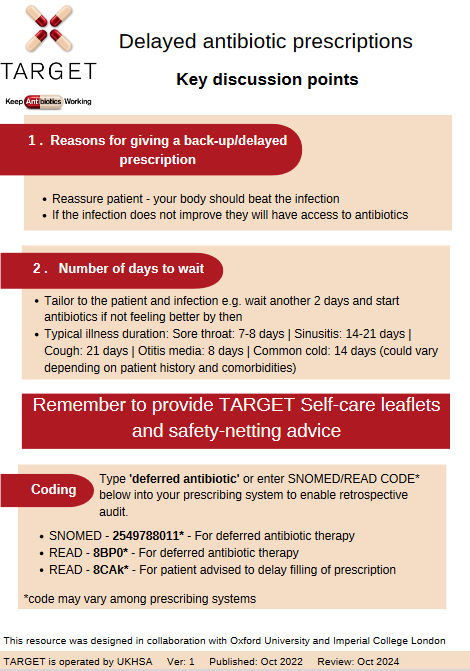 Delayed antibiotic prescriptions
TARGET
Key discussion points
Keep Antibiotics Working
1 . Reasons for giving a back-up/delayed
prescription
• Reassure patient - your body should beat the infection
• If the infection does not improve they will have access to antibiotics
2 . Number of days to wait
• Tailor to the patient and infection e.g. wait another 2 days and start
antibiotics if not feeling better by then
• Typical illness duration: Sore throat: 7-8 days | Sinusitis: 14-21 days |
Cough: 21 days | Otitis media: 8 days | Common cold: 14 days (could vary
depending on patient history and comorbidities)
Remember to provide TARGET Self-care leaflets
and safety-netting advice
Coding
Type 'deferred antibiotic' or enter SNOMED/READ CODE*
below into your prescribing system to enable retrospective
audit.
• SNOMED - 2549788011* - For deferred antibiotic therapy
• READ - 8BP0* - For deferred antibiotic therapy
• READ - 8CAk* - For patient advised to delay filling of prescription
*code may vary among prescribing systems
This resource was designed in collaboration with Oxford University and Imperial College London
TARGET is operated by UKHSA Ver: 1 Published: Oct 2022 Review: Oct 2024